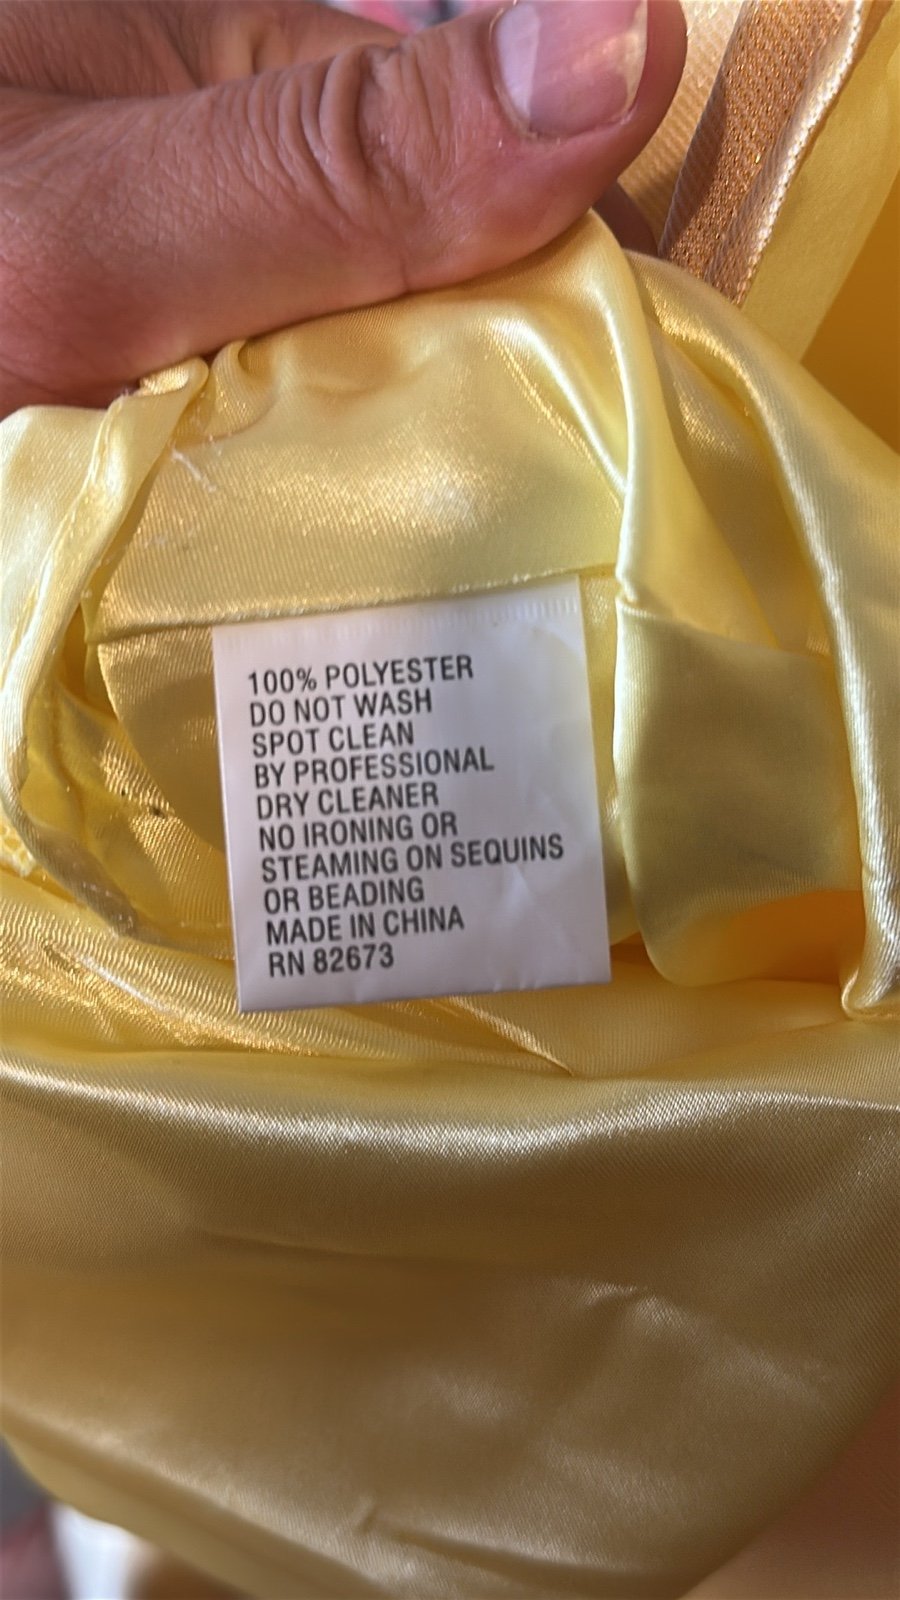 100% POLYESTER
DO NOT WASH
SPOT CLEAN
BY PROFESSIONAL
DRY CLEANER
NO IRONING OR
STEAMING ON SEQUINS
OR BEADING
MADE IN CHINA
RN 82673